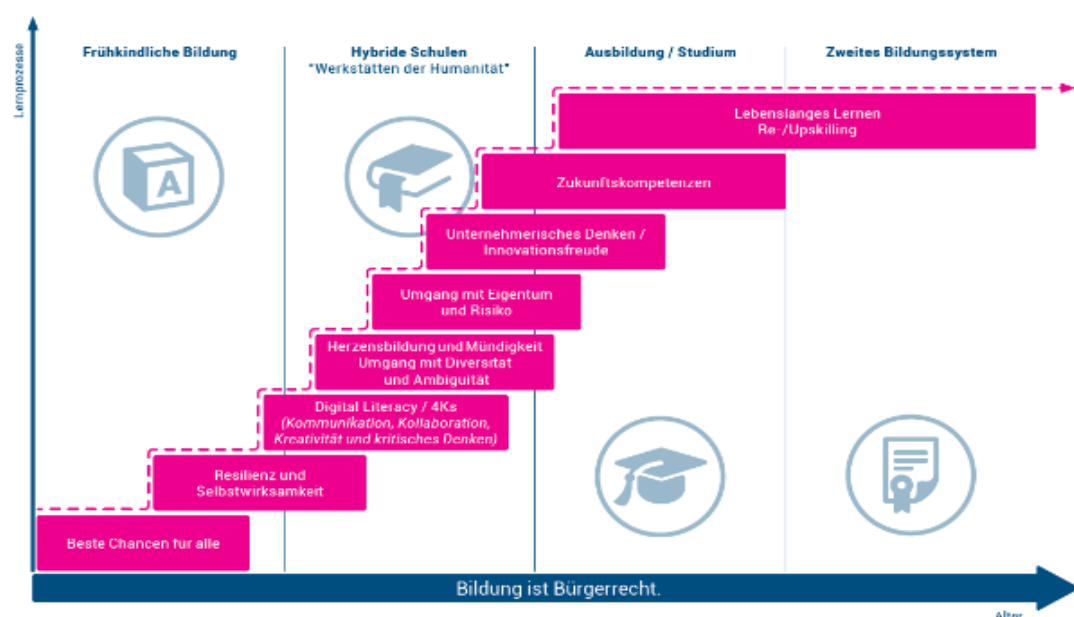 Lernprozesse
Frühkindliche Bildung
Hybride Schulen
"Werkstätten der Humanität"
Ausbildung / Studium
Zweites Bildungssystem
Lebenslanges Lernen
Re-/Upskilling
Zukunftskompetenzen
Unternehmerisches Denken /
Innovationsfreude
Umgang mit Eigentum
und Risiko
Herzensbildung und Mündigkeit
Umgang mit Diversität
und Ambiguität
Digital Literacy / 4Ks
(Kommunikation, Kollaboration,
Kreativität und kritisches Denken)
Resilienz und
Selbstwirksamkeit
Beste Chancen für alle
A
Bildung ist Bürgerrecht.
Alter